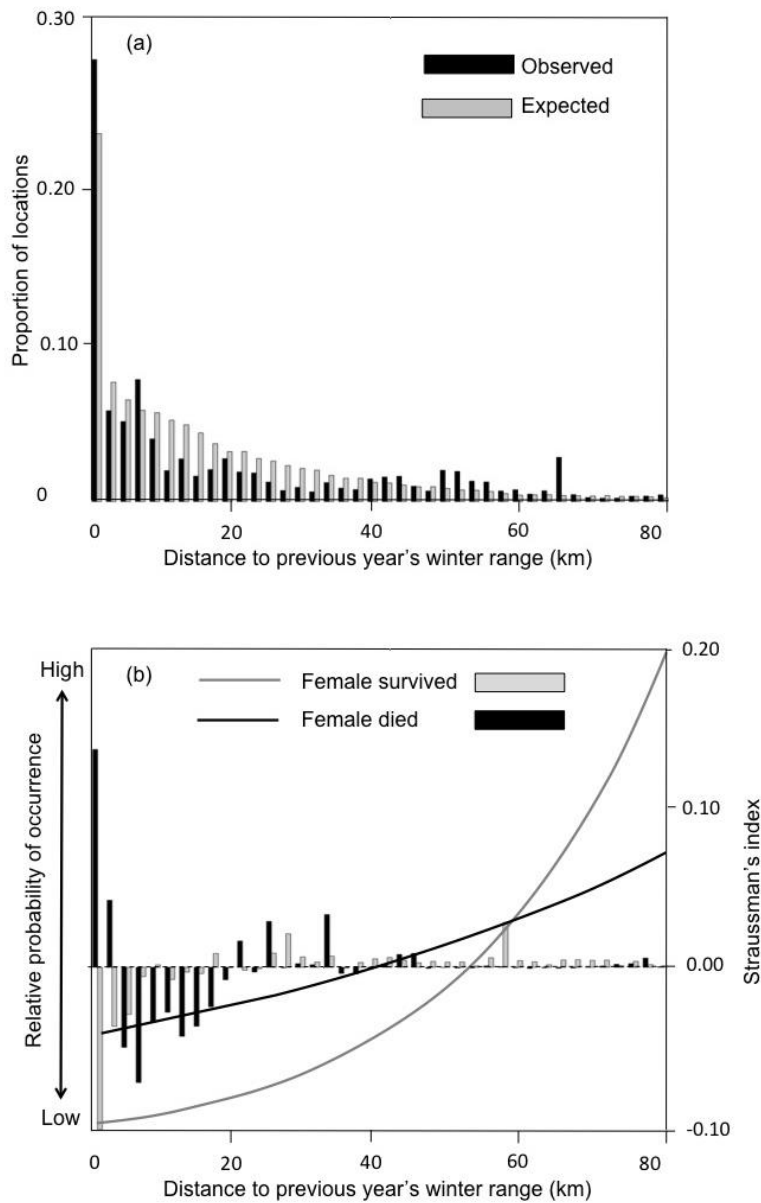 0.30
(a)
Observed
Expected
0.20
0.10
0
Proportion of locations
0 20 40 60 80
Distance to previous year's winter range (km)
High
(b)
Female survived
Female died
0.20
0.10
0.00
-0.10
Low
Relative probability of occurrence
Straussman's index
0 20 40 60 80
Distance to previous year's winter range (km)